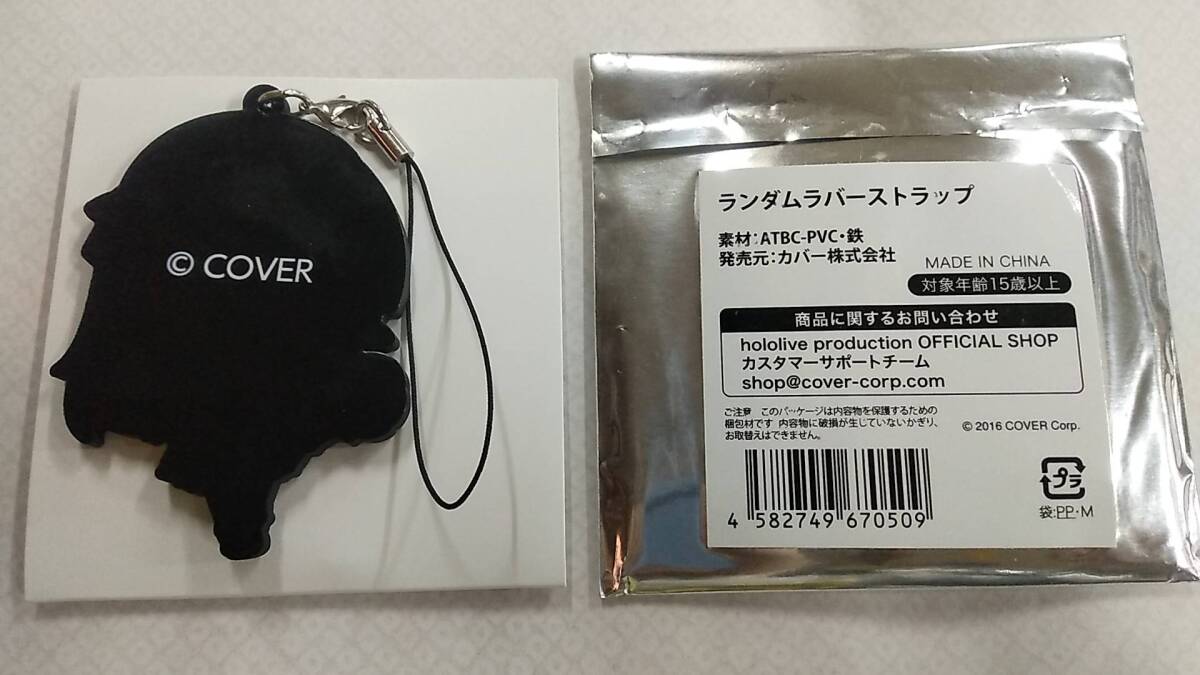 © COVER
ランダムラバーストラップ
素材:ATBC-PVC・鉄
発売元:カバー株式会社
MADE IN CHINA
対象年齢15歳以上
商品に関するお問い合わせ
hololive production OFFICIAL SHOP
カスタマーサポートチーム
shop@cover-corp.com
ご注意 このパッケージは内容物を保護するための
梱包材です 内容物に破損が生じていないかぎり、
お取替えはできません。
© 2016 COVER Corp.
4 582749 670509
プラ
袋:PP・M